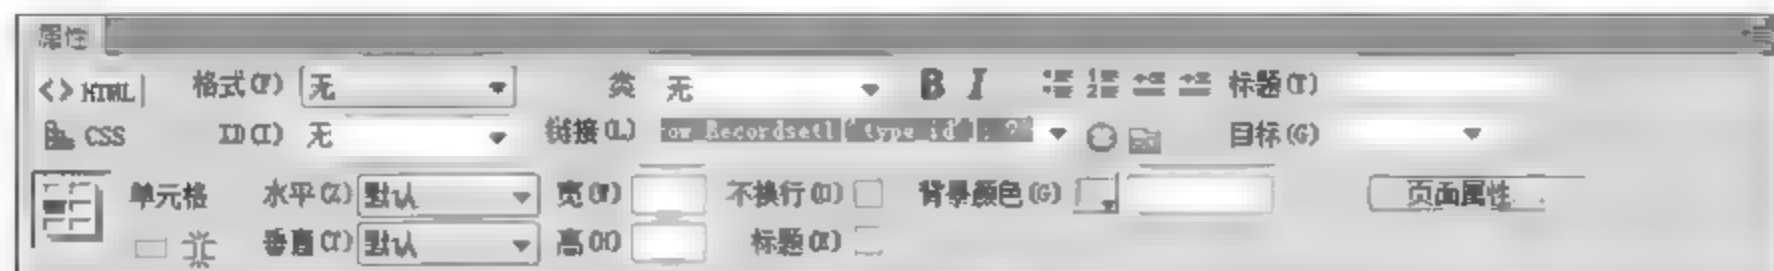 属性
<> HTML 格式(F) 无 类 无 B I 标题(T)
CSS ID(I) 无 链接(L) ow_Recordset1["type_id"]; ?> 目标(G)
单元格 水平(Z) 默认 宽(W) 不换行(O) 背景颜色(G) 页面属性...
垂直(T) 默认 高(H) 标题(E)